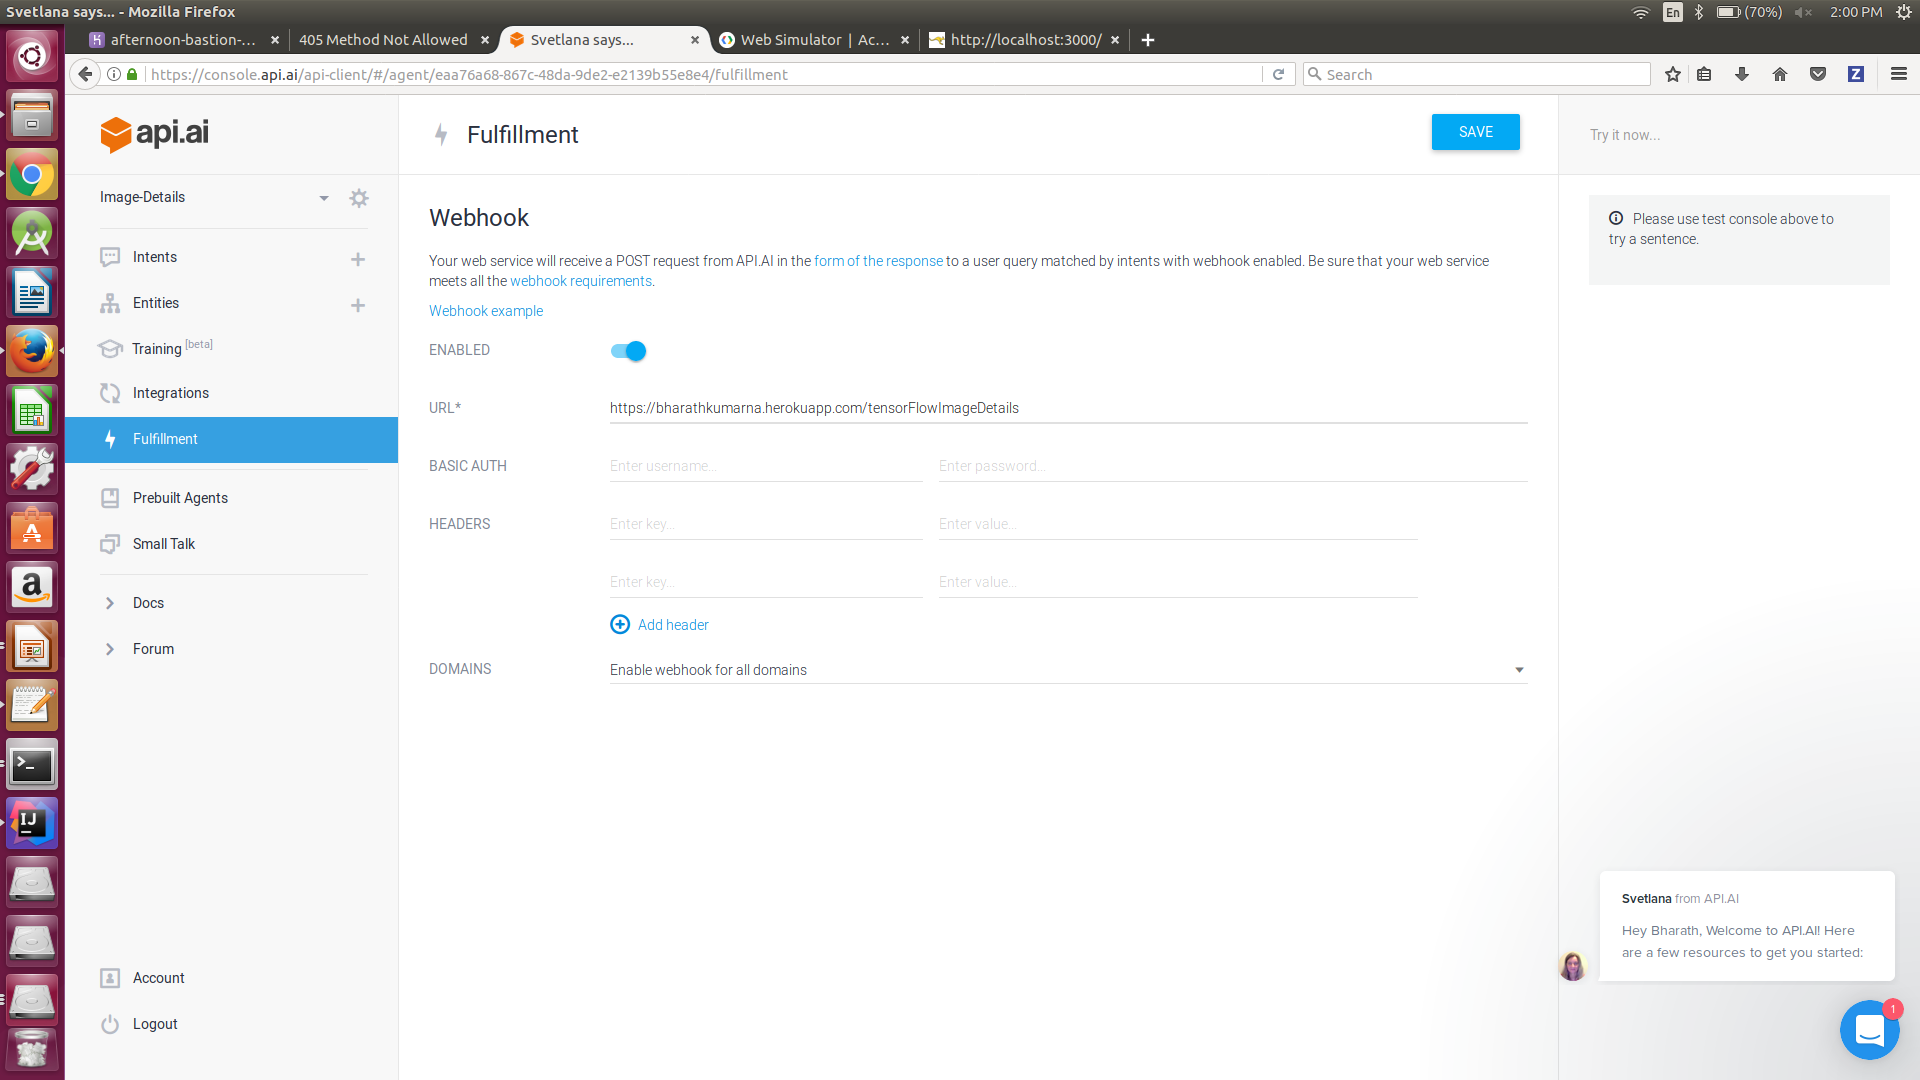 Svetlana says... - Mozilla Firefox
En
(70%)
2:00 PM
afternoon-bastion-...
405 Method Not Allowed
Svetlana says...
Web Simulator | Ac...
http://localhost:3000/
https://console.api.ai/api-client/#/agent/eaa76a68-867c-48da-9de2-e2139b55e8e4/fulfillment
Search
Z
api.ai
Fulfillment
SAVE
Try it now...
Image-Details
Intents
Entities
Training [beta]
Integrations
Fulfillment
Prebuilt Agents
Small Talk
Docs
Forum
Account
Logout
Webhook
Your web service will receive a POST request from API.AI in the form of the response to a user query matched by intents with webhook enabled. Be sure that your web service
meets all the webhook requirements.
Webhook example
ENABLED
URL*
https://bharathkumarna.herokuapp.com/tensorFlowImageDetails
BASIC AUTH
Enter username...
Enter password...
HEADERS
Enter key...
Enter value...
Enter key...
Enter value...
Add header
DOMAINS
Enable webhook for all domains
Please use test console above to
try a sentence.
Svetlana from API.AI
Hey Bharath, Welcome to API.AI! Here
are a few resources to get you started:
1
IJ